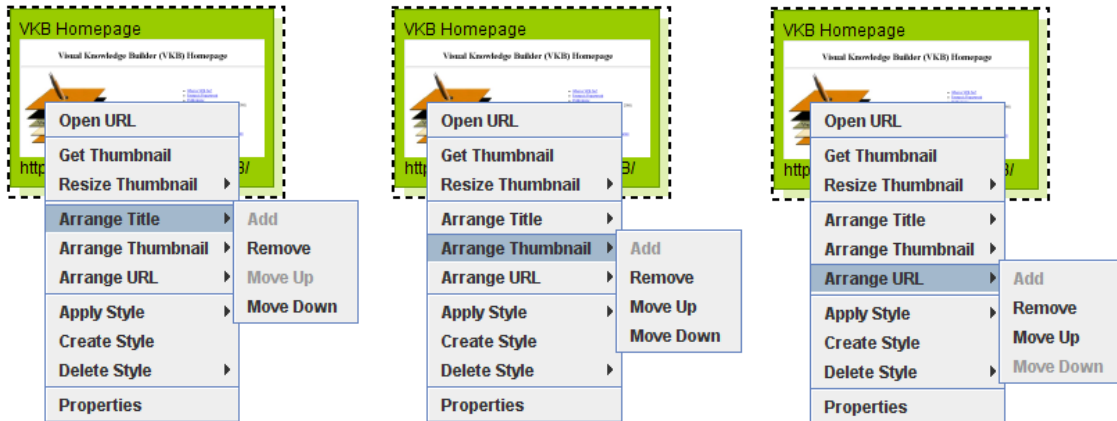 VKB Homepage
Visual Knowledge Builder (VKB) Homepage
Open URL
Get Thumbnail
http
B/
Resize Thumbnail
Arrange Title
Add
Arrange Thumbnail
Remove
Arrange URL
Move Up
Move Down
Apply Style
Create Style
Delete Style
Properties
VKB Homepage
Visual Knowledge Builder (VKB) Homepage
Open URL
Get Thumbnail
http
B/
Resize Thumbnail
Arrange Title
Arrange Thumbnail
Add
Arrange URL
Remove
Apply Style
Move Up
Create Style
Move Down
Delete Style
Properties
VKB Homepage
Visual Knowledge Builder (VKB) Homepage
Open URL
Get Thumbnail
http
B/
Resize Thumbnail
Arrange Title
Arrange Thumbnail
Arrange URL
Add
Remove
Apply Style
Create Style
Move Up
Delete Style
Move Down
Properties